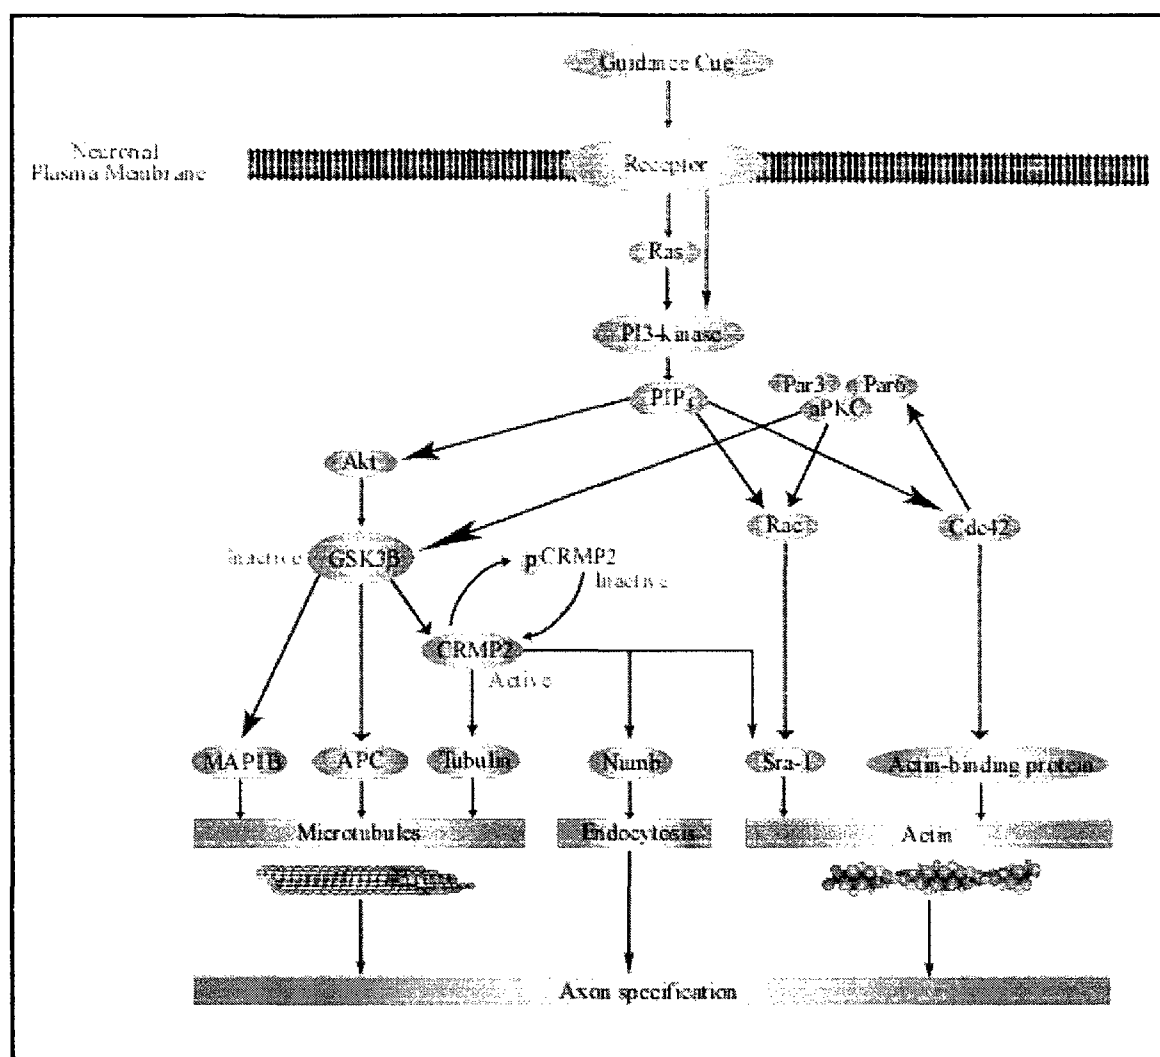 Guidance Cue
Neuronal
Plasma Membrane
Receptor
Ras
PI3-kinase
Par3
Par6
PIP
aPKC
Akt
Rac
Cdc42
Inactive
GSK3B
pCRMP2
Inactive
CRMP2
Active
MAP1B
APC
Tubulin
Numb
Sra-1
Actin-binding protein
Microtubules
Endocytosis
Actin
Axon specification